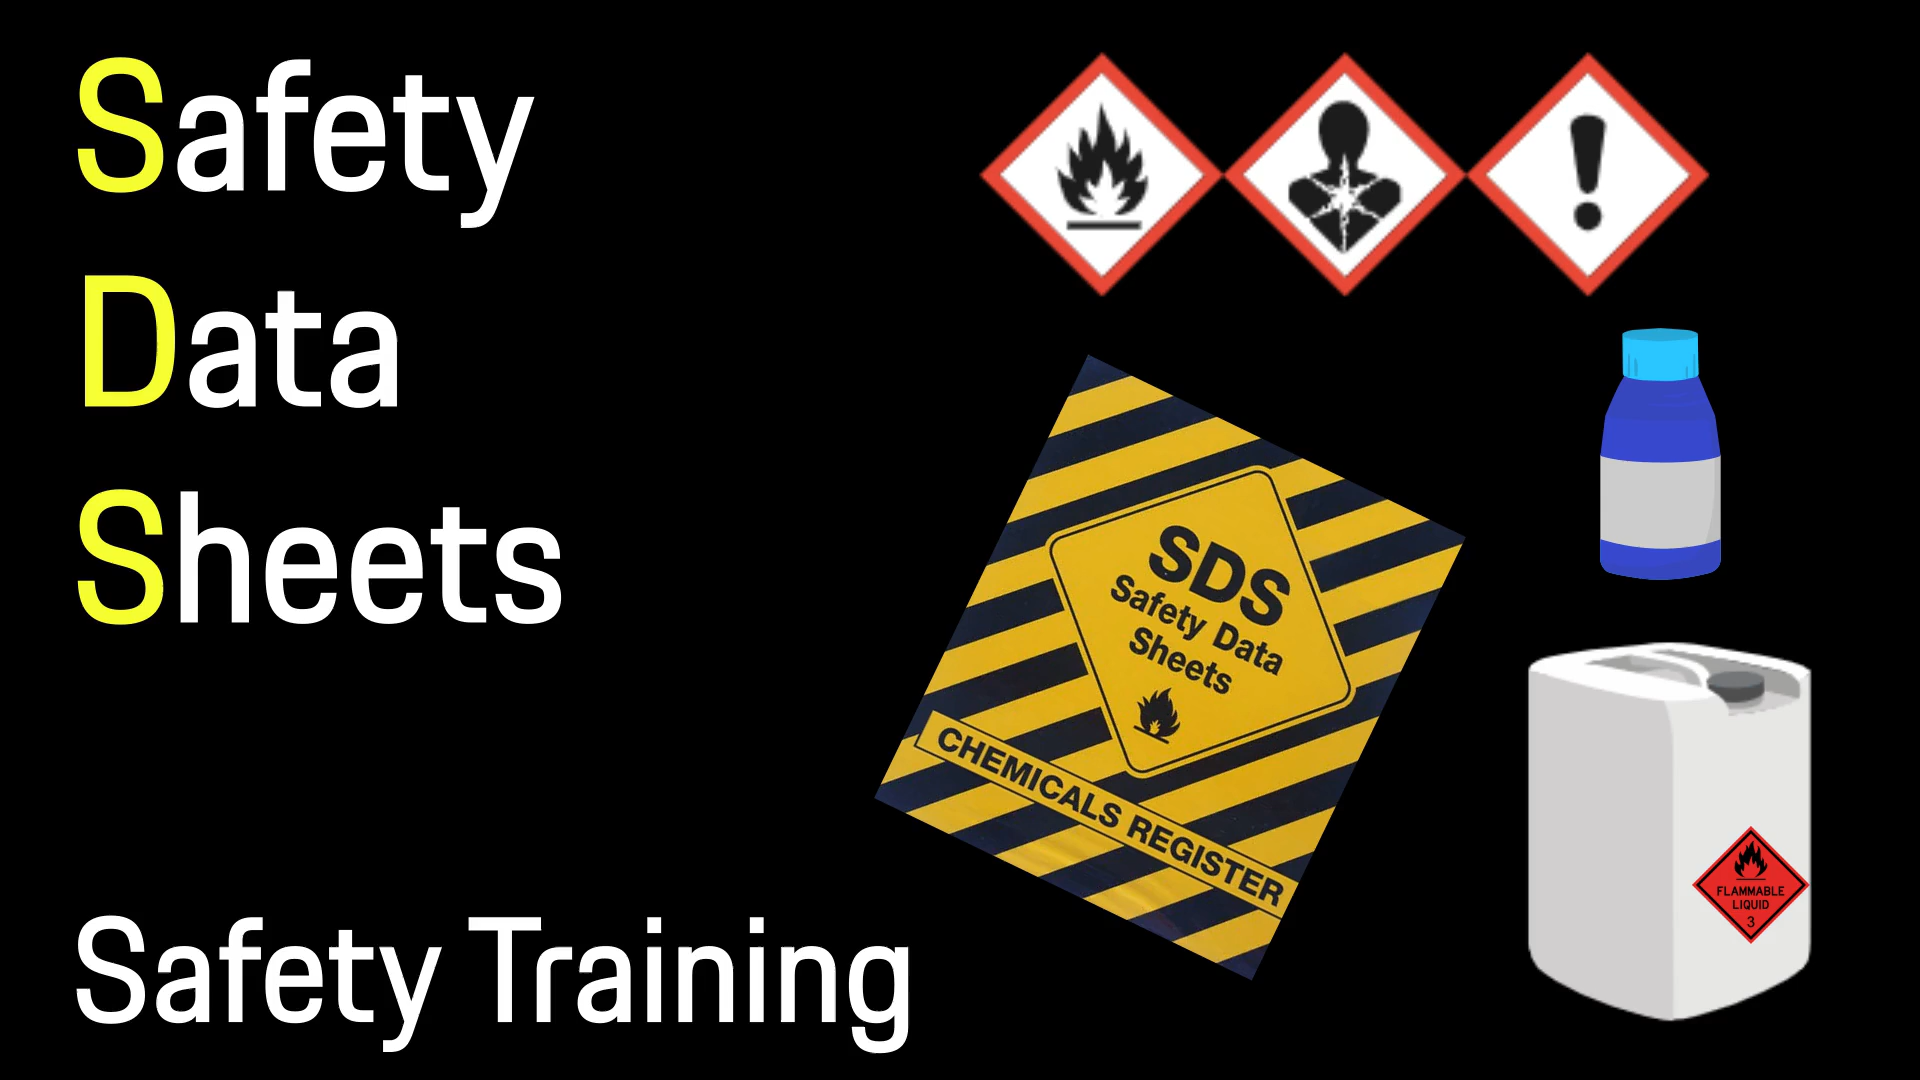 Safety
Data
Sheets
Safety Training
SDS
Safety Data
Sheets
CHEMICALS REGISTER
FLAMMABLE
LIQUID
3